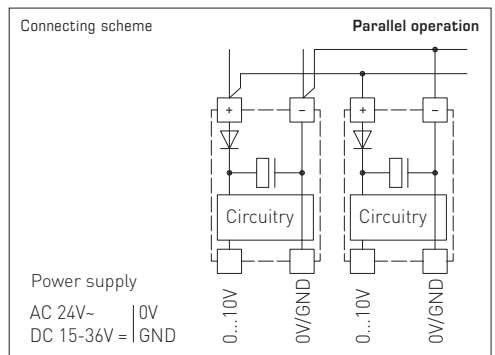 Connecting scheme
Parallel operation
+
–
+
–
Circuitry
Circuitry
Power supply
AC 24V~ | 0V
DC 15-36V = | GND
0...10V
0V/GND
0...10V
0V/GND